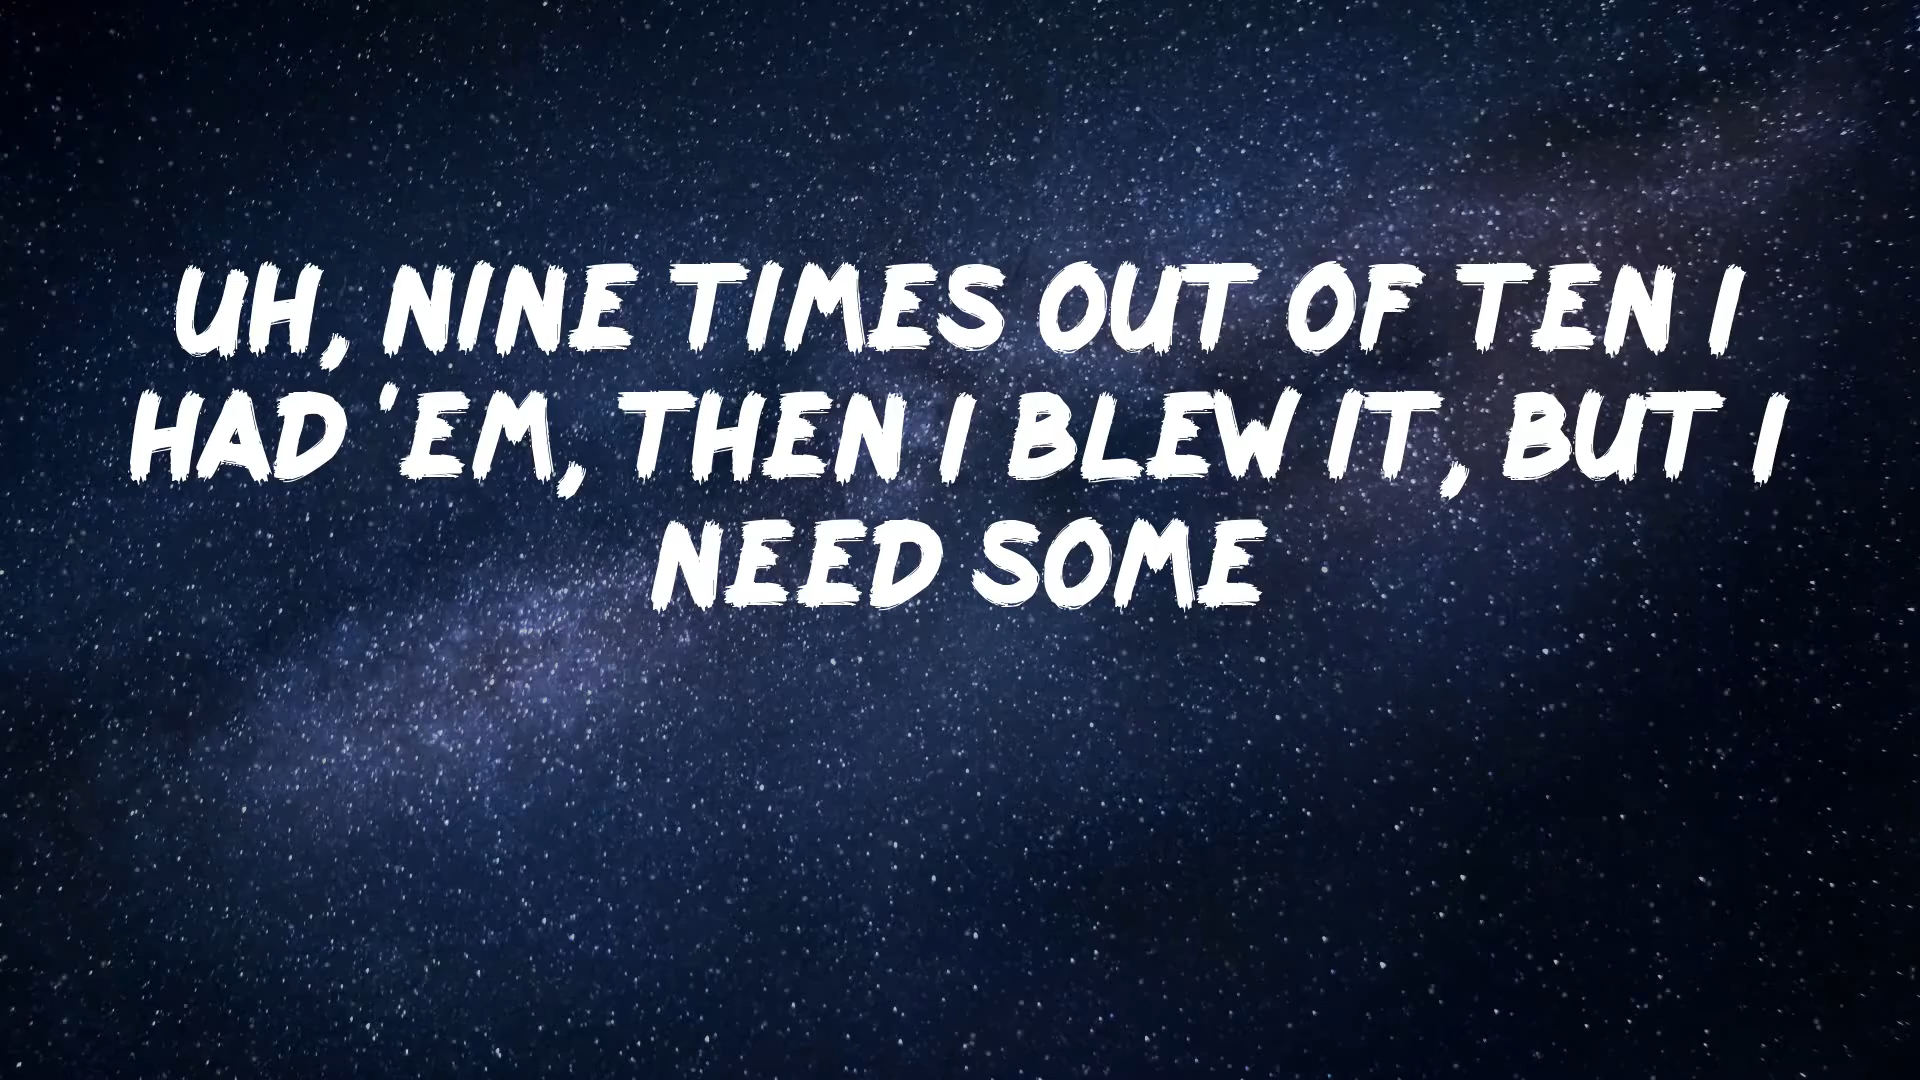 UH, NINE TIMES OUT OF TEN I
HAD 'EM, THEN I BLEW IT, BUT I
NEED SOME